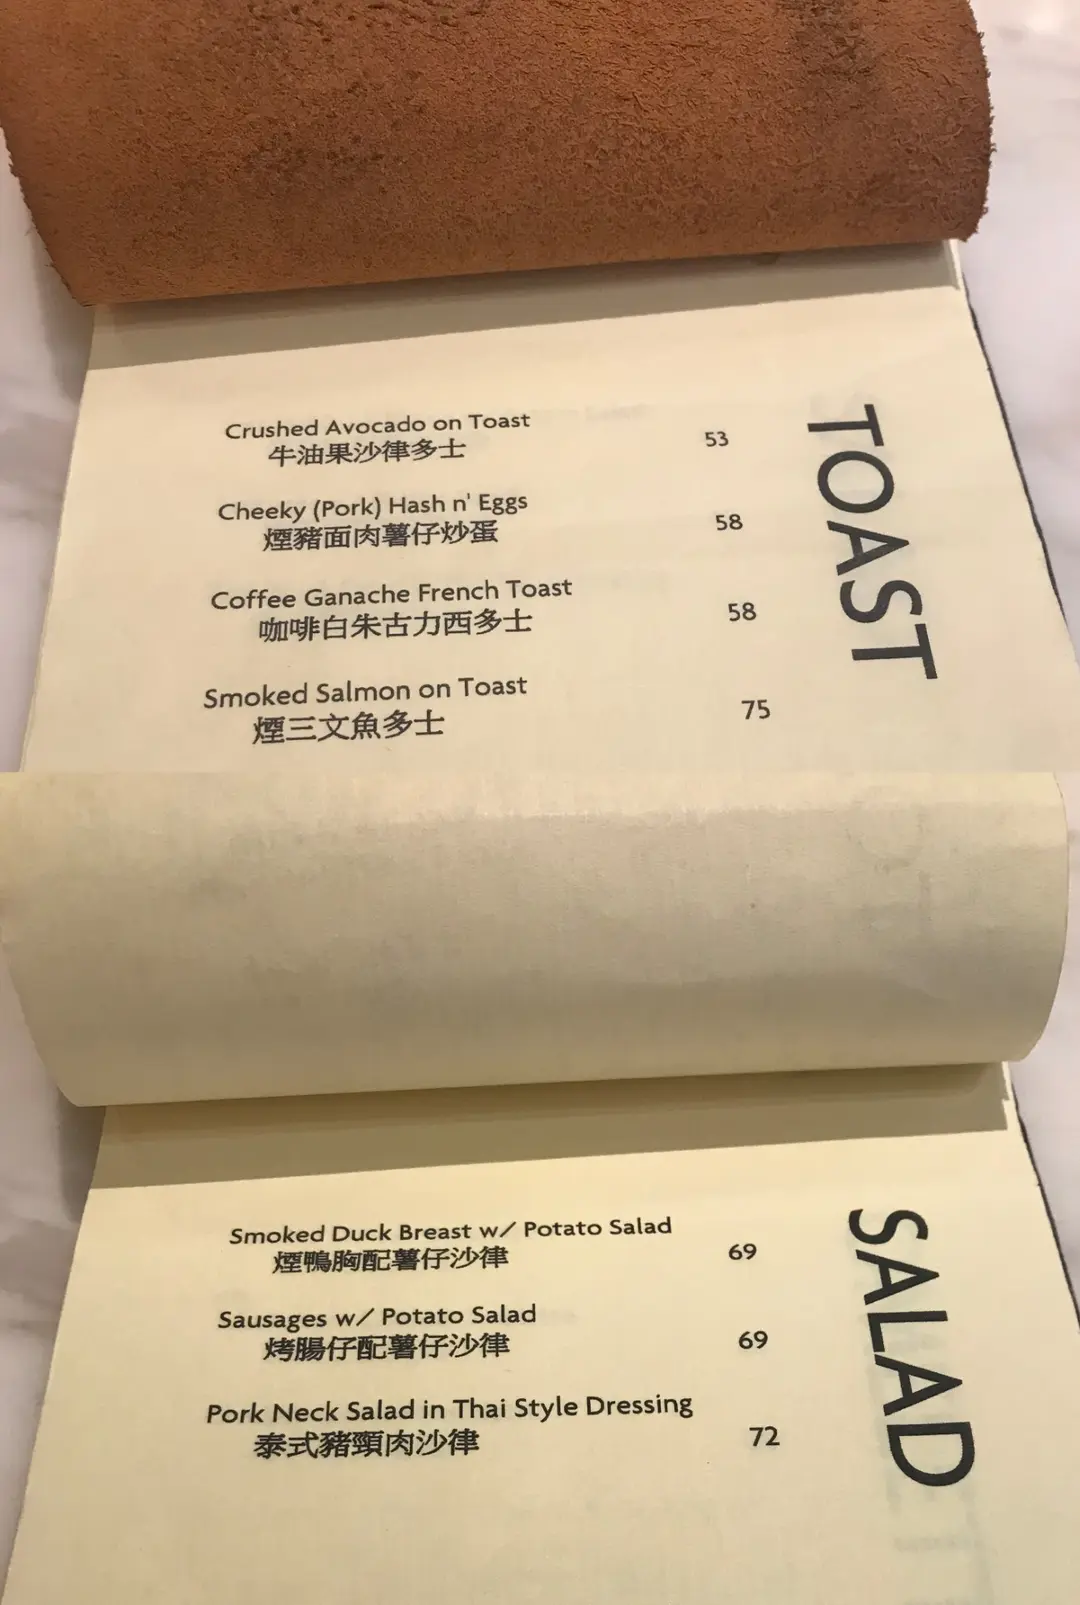 TOAST
Crushed Avocado on Toast 53
牛油果沙律多士
Cheeky (Pork) Hash n' Eggs 58
煙豬面肉薯仔炒蛋
Coffee Ganache French Toast 58
咖啡白朱古力西多士
Smoked Salmon on Toast 75
煙三文魚多士
SALAD
Smoked Duck Breast w/ Potato Salad 69
煙鴨胸配薯仔沙律
Sausages w/ Potato Salad 69
烤腸仔配薯仔沙律
Pork Neck Salad in Thai Style Dressing 72
泰式豬頸肉沙律